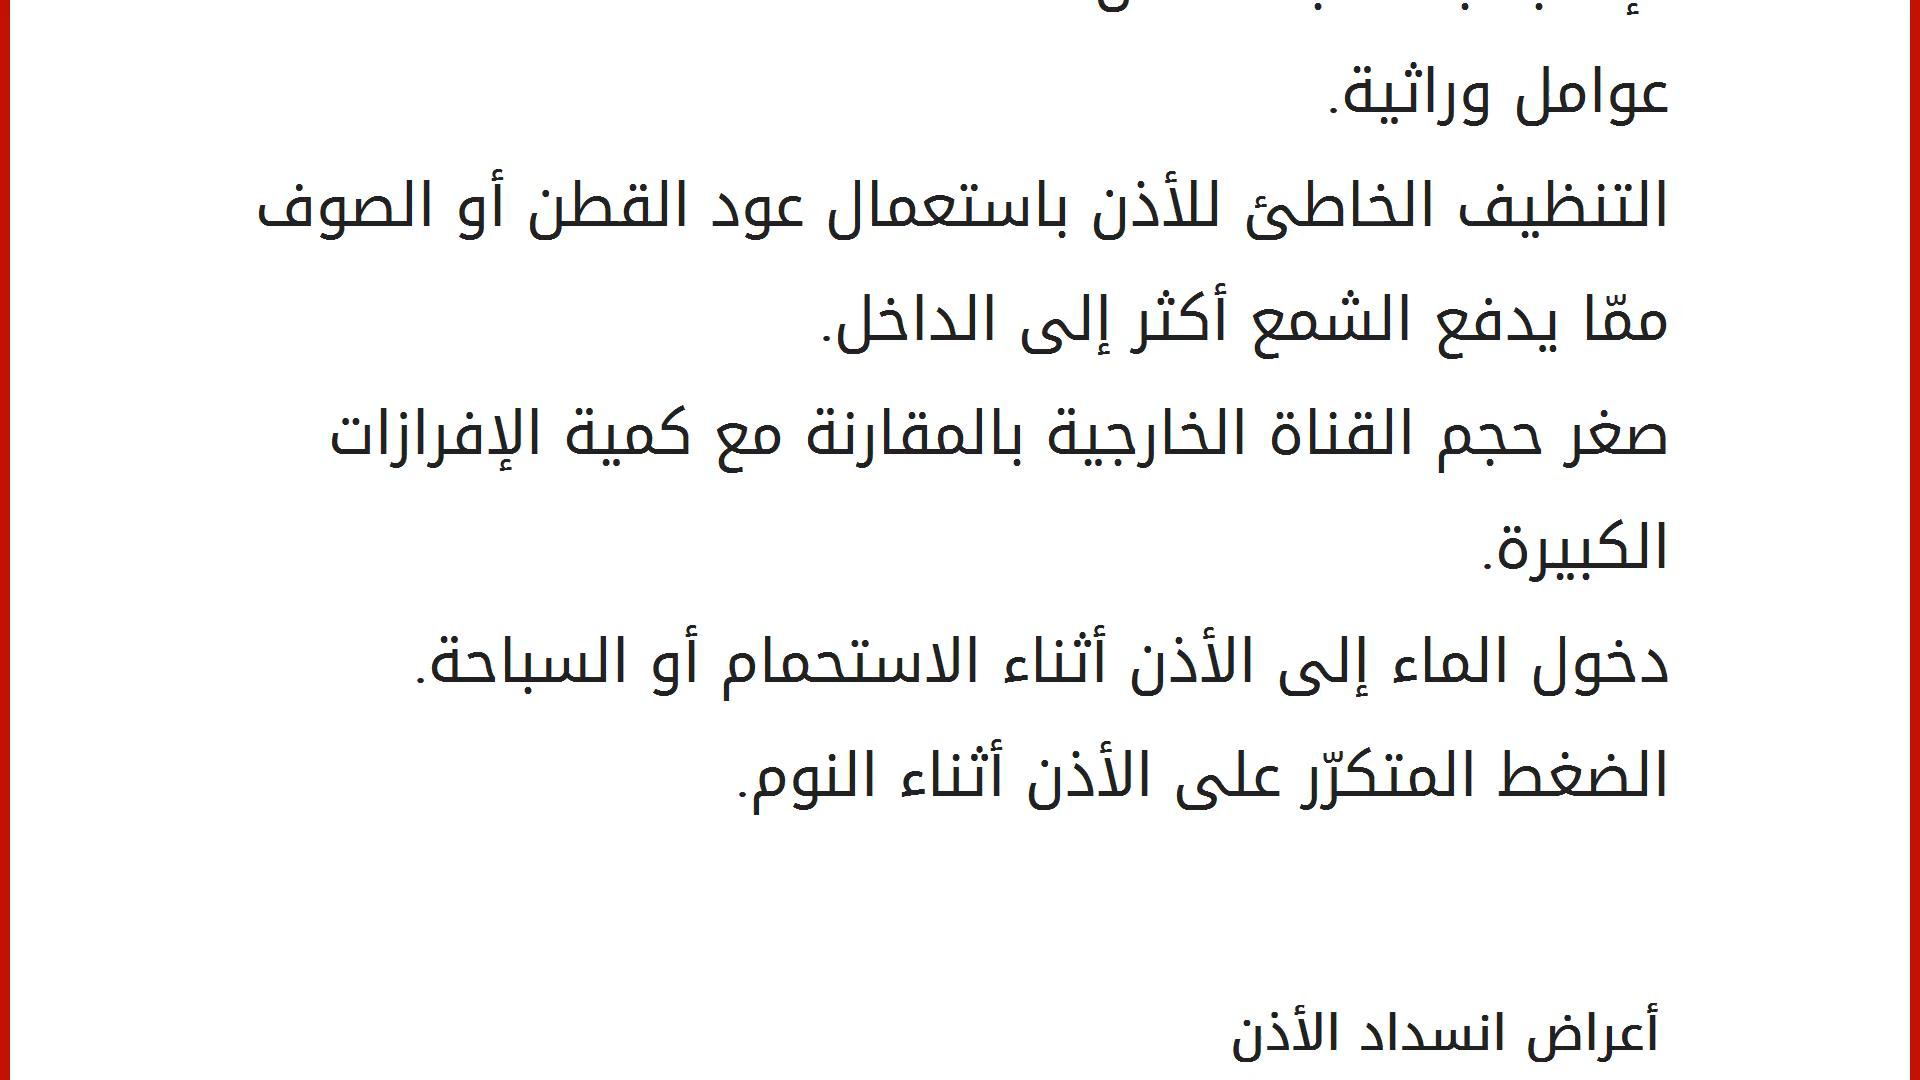 عوامل وراثية.
التنظيف الخاطئ للأذن باستعمال عود القطن أو الصوف
ممّا يدفع الشمع أكثر إلى الداخل.
صغر حجم القناة الخارجية بالمقارنة مع كمية الإفرازات
الكبيرة.
دخول الماء إلى الأذن أثناء الاستحمام أو السباحة.
الضغط المتكرّر على الأذن أثناء النوم.
أعراض انسداد الأذن